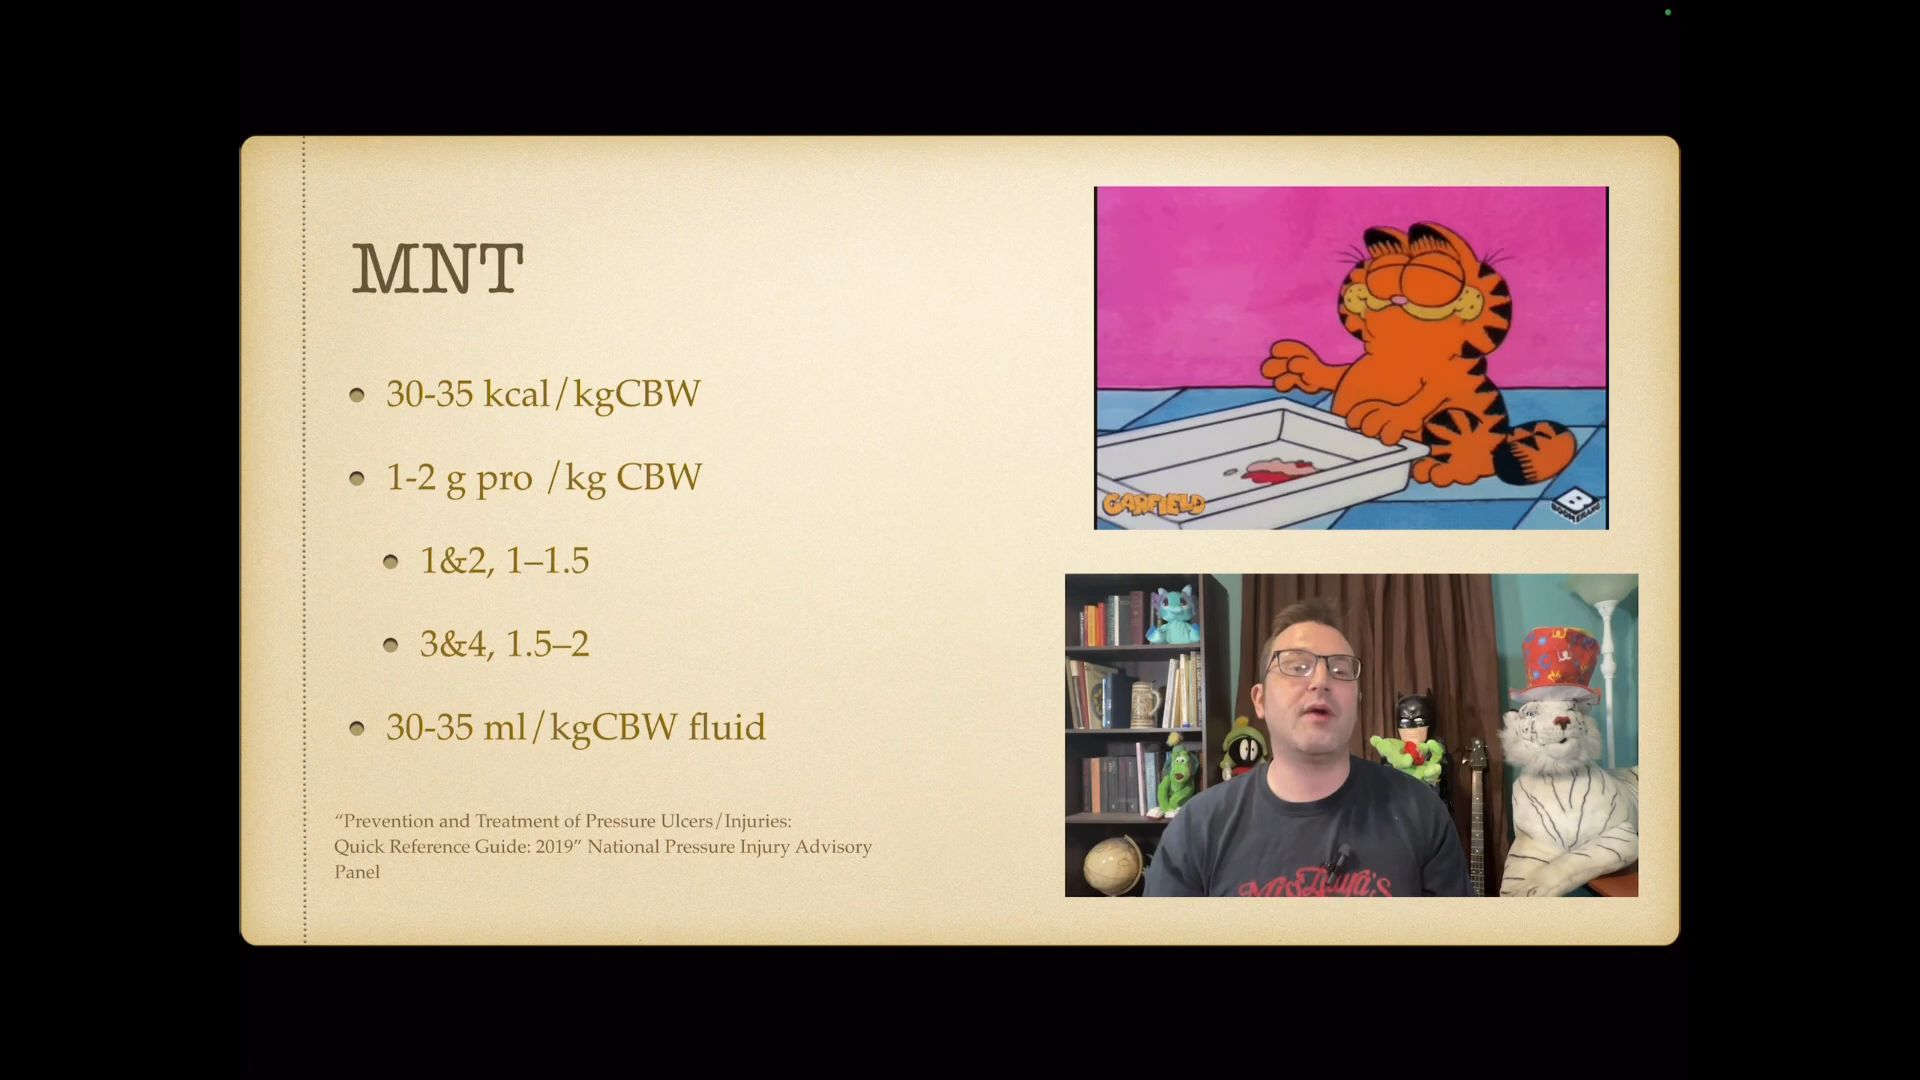 MNT
30-35 kcal/kgCBW
1-2 g pro /kg CBW
1&2, 1–1.5
3&4, 1.5–2
30-35 ml/kgCBW fluid
“Prevention and Treatment of Pressure Ulcers/Injuries:
Quick Reference Guide: 2019” National Pressure Injury Advisory
Panel
GARFIELD
B
BOOMERANG